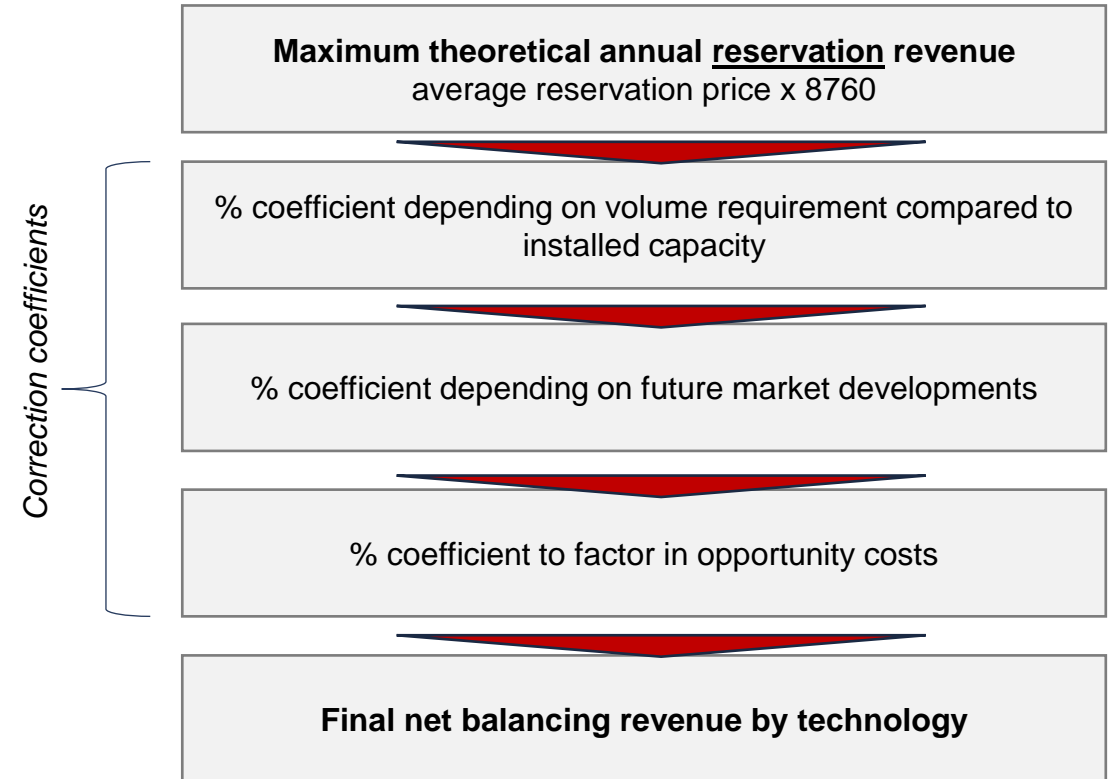 Maximum theoretical annual reservation revenue
average reservation price x 8760
Correction coefficients
% coefficient depending on volume requirement compared to
installed capacity
% coefficient depending on future market developments
% coefficient to factor in opportunity costs
Final net balancing revenue by technology